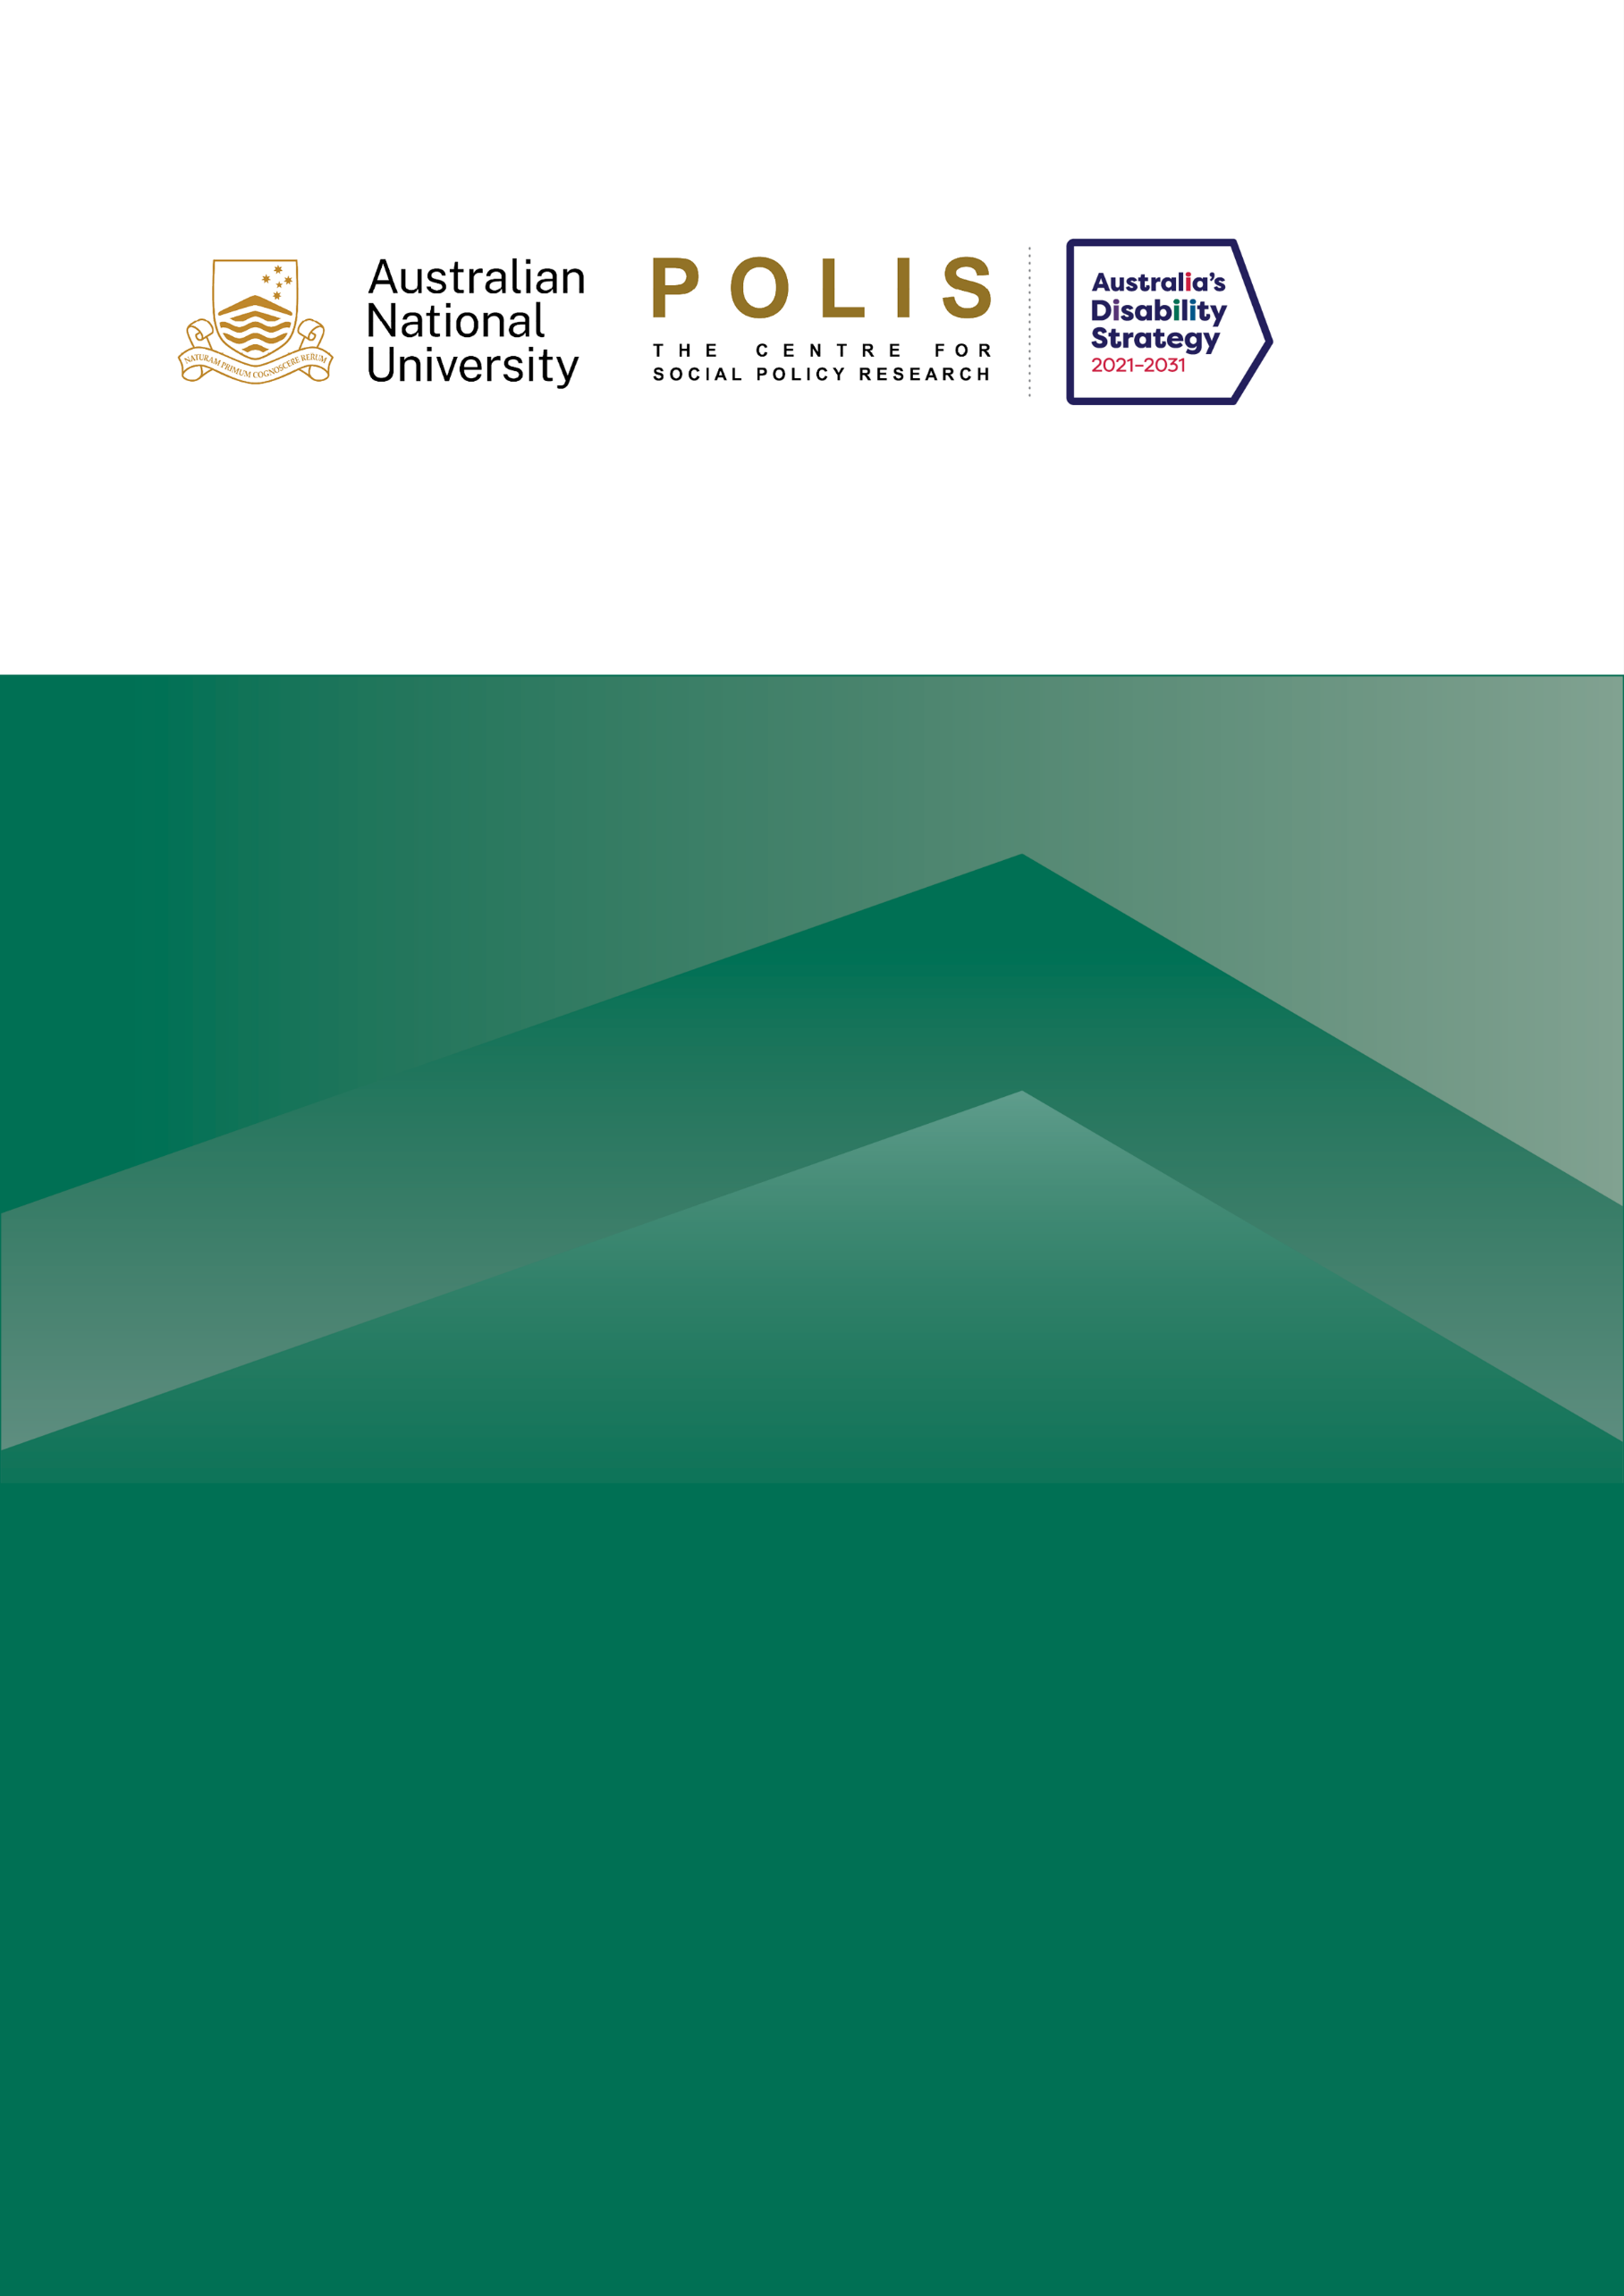 NATURAM PRIMUM COGNOSCERE RERUM
Australian
National
University
POLIS
THE CENTRE FOR
SOCIAL POLICY RESEARCH
Australia's
Disability
Strategy
2021–2031